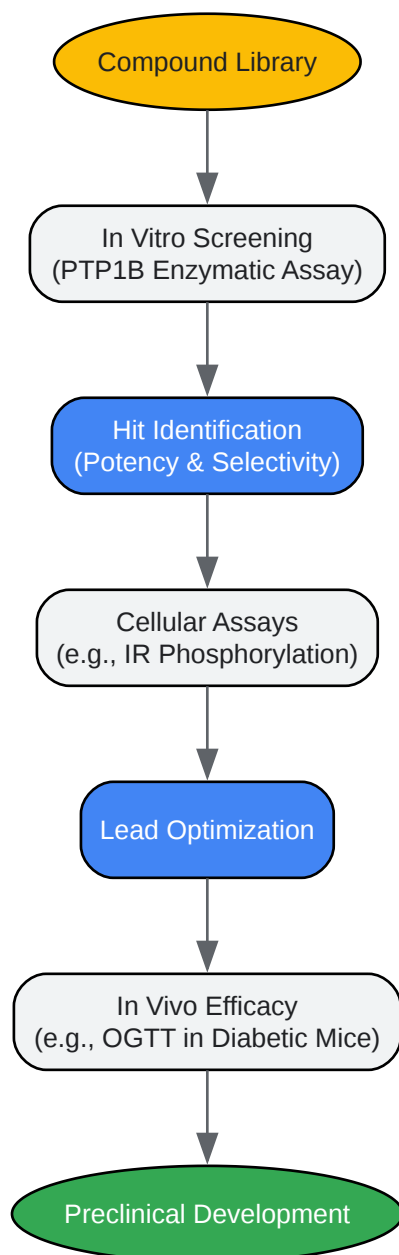 Compound Library
In Vitro Screening
(PTP1B Enzymatic Assay)
Hit Identification
(Potency & Selectivity)
Cellular Assays
(e.g., IR Phosphorylation)
Lead Optimization
In Vivo Efficacy
(e.g., OGTT in Diabetic Mice)
Preclinical Development